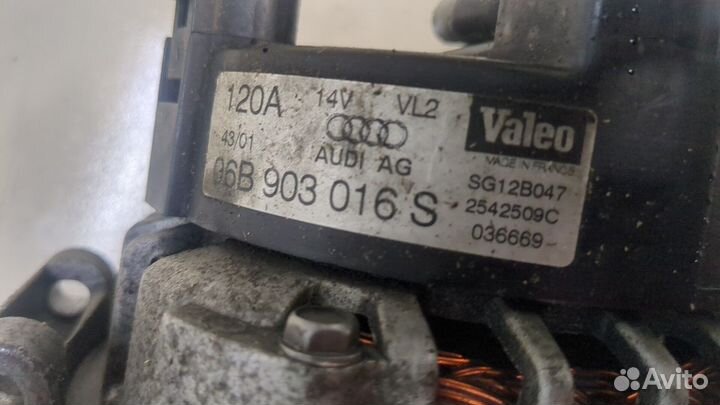 120A 14V VL2
43/01
AUDI AG
06B 903 016 S
Valeo
MADE IN FRANCE
SG12B047
2542509C
036669
Avito